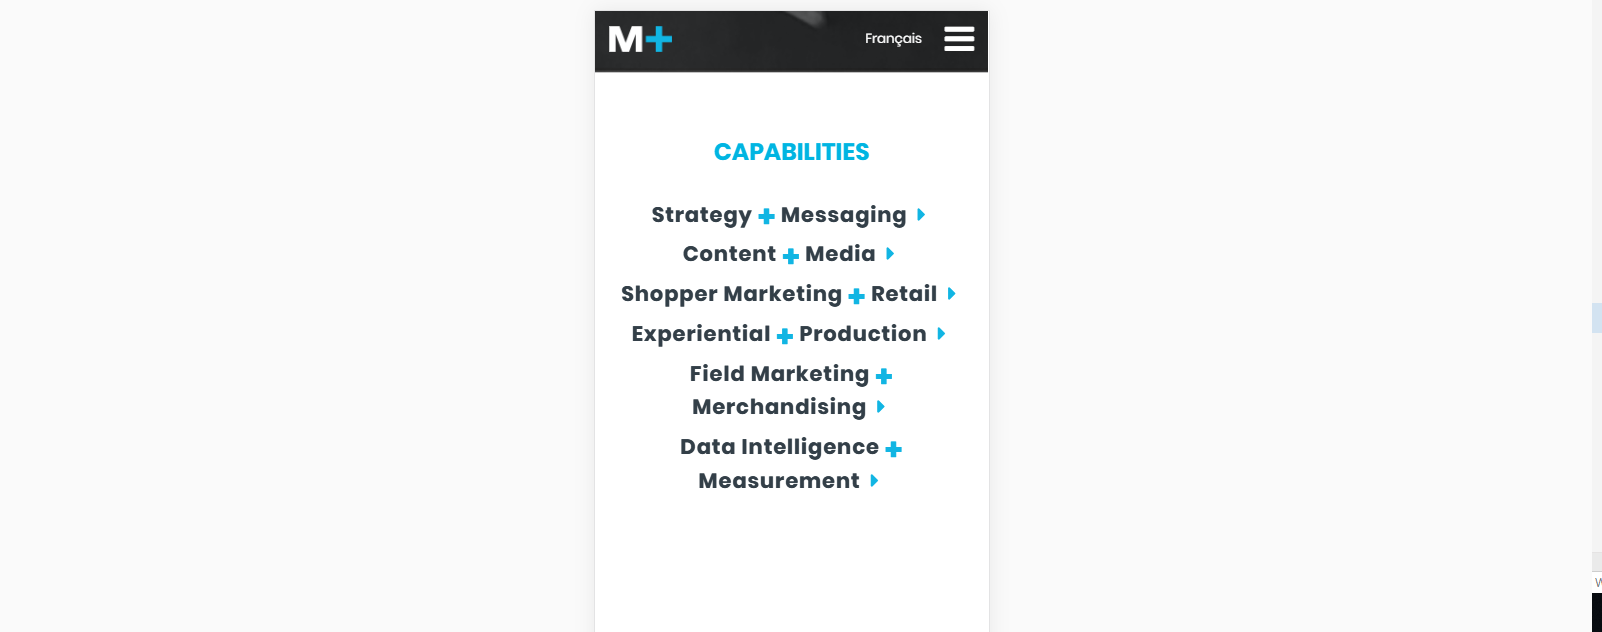 M+
Français
CAPABILITIES
Strategy + Messaging
Content + Media
Shopper Marketing + Retail
Experiential + Production
Field Marketing +
Merchandising
Data Intelligence +
Measurement